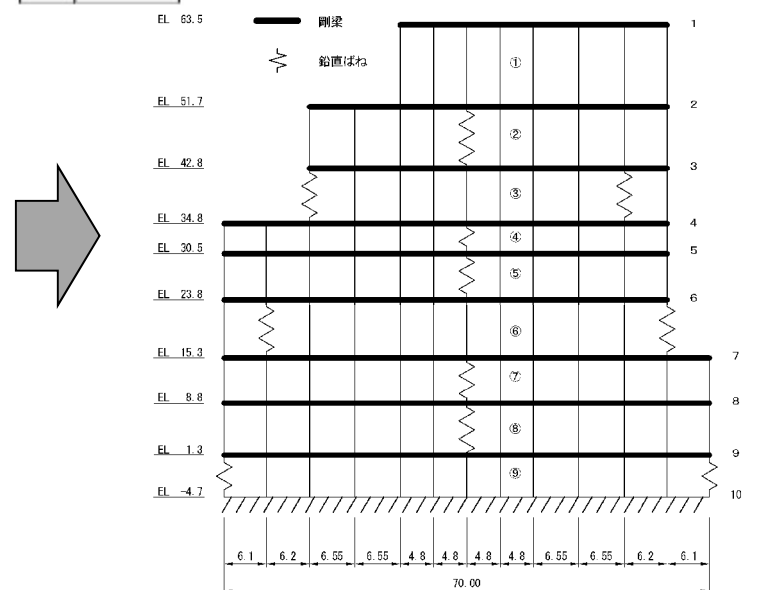 EL 63.5 剛梁 1
鉛直ばね
①
EL 51.7 2
②
EL 42.8 3
③
EL 34.8 4
④
EL 30.5 5
⑤
EL 23.8 6
⑥
EL 15.3 7
⑦
EL 8.8 8
⑧
EL 1.3 9
⑨
EL -4.7 10
6.1 6.2 6.55 6.55 4.8 4.8 4.8 4.8 6.55 6.55 6.2 6.1
70.00